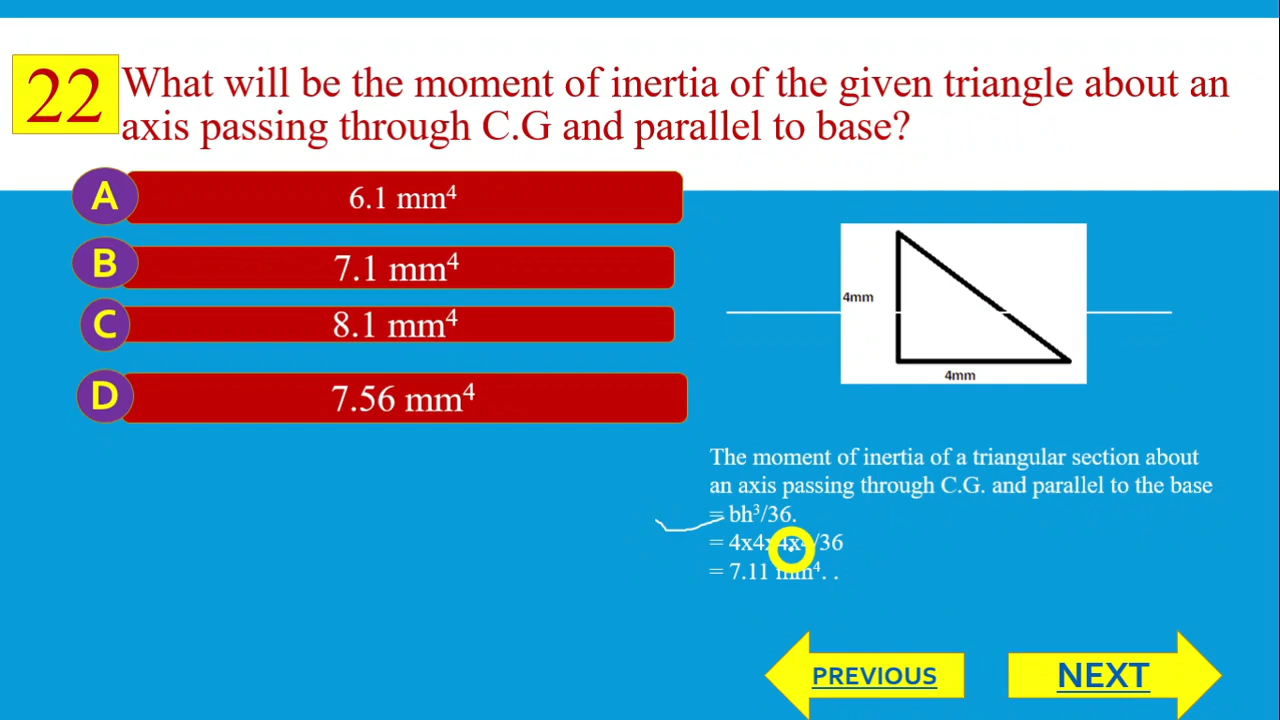 22
What will be the moment of inertia of the given triangle about an
axis passing through C.G and parallel to base?
A
6.1 mm⁴
B
7.1 mm⁴
C
8.1 mm⁴
D
7.56 mm⁴
4mm
4mm
The moment of inertia of a triangular section about
an axis passing through C.G. and parallel to the base
= bh³/36.
= 4x4x4x4/36
= 7.11 mm⁴. .
PREVIOUS
NEXT